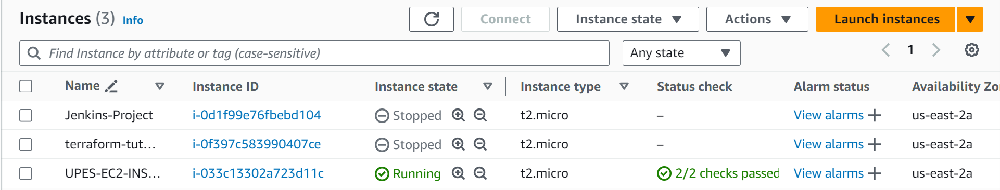 Instances (3) Info Connect Instance state Actions Launch instances
Find Instance by attribute or tag (case-sensitive) Any state 1
Name Instance ID Instance state Instance type Status check Alarm status Availability Zo
Jenkins-Project i-0d1f99e76fbebd104 Stopped t2.micro – View alarms + us-east-2a
terraform-tut... i-0f397c583990407ce Stopped t2.micro – View alarms + us-east-2a
UPES-EC2-INS... i-033c13302a723d11c Running t2.micro 2/2 checks passed View alarms + us-east-2a